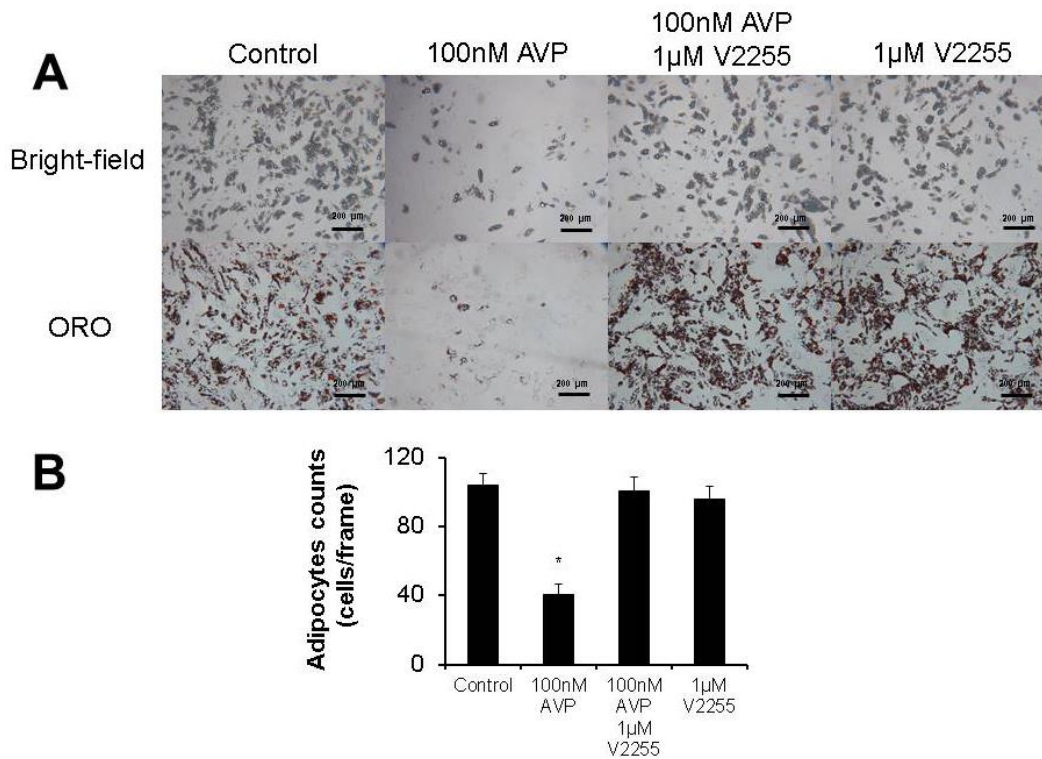 A
Control
100nM AVP
100nM AVP
1µM V2255
1µM V2255
Bright-field
200 µm
200 µm
200 µm
200 µm
ORO
200 µm
200 µm
200 µm
200 µm
B
Adipocytes counts
(cells/frame)
120
80
40
0
*
Control
100nM
AVP
100nM
AVP
1µM
V2255
1µM
V2255